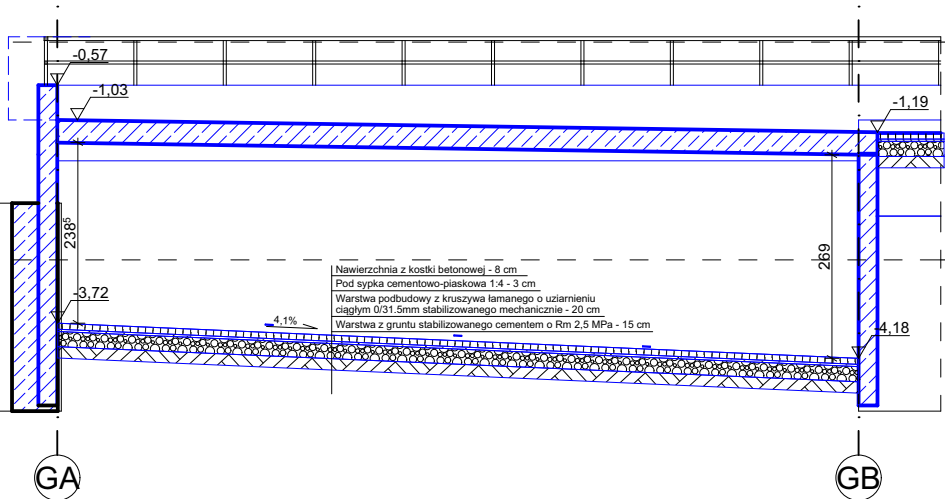 -0,57
-1,03
-1,19
238⁵
269
Nawierzchnia z kostki betonowej - 8 cm
Pod sypka cementowo-piaskowa 1:4 - 3 cm
Warstwa podbudowy z kruszywa łamanego o uziarnieniu
ciągłym 0/31.5mm stabilizowanego mechanicznie - 20 cm
Warstwa z gruntu stabilizowanego cementem o Rm 2,5 MPa - 15 cm
-3,72
4,1%
-4,18
GA
GB